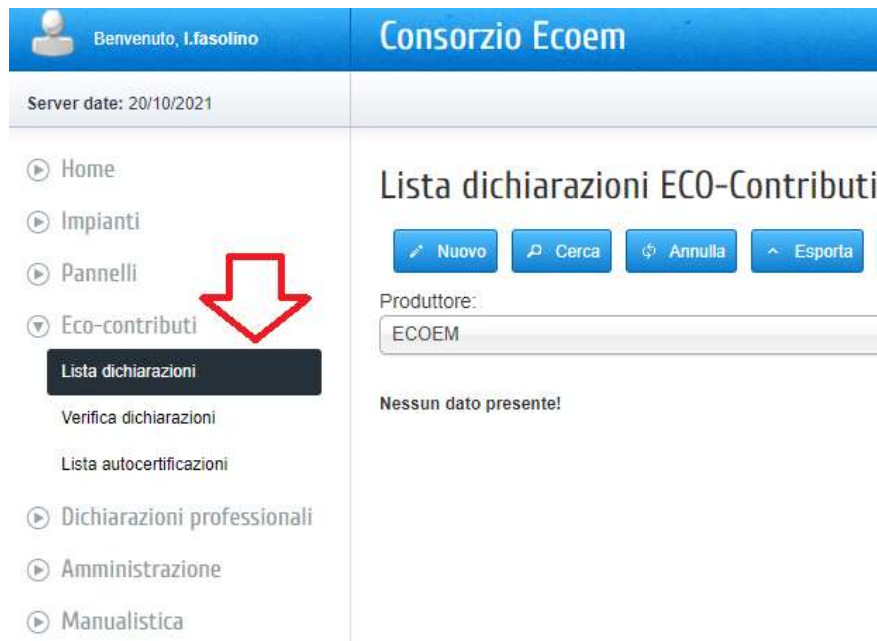 Benvenuto, l.fasolino
Consorzio Ecoem
Server date: 20/10/2021
Home
Impianti
Pannelli
Eco-contributi
Lista dichiarazioni
Verifica dichiarazioni
Lista autocertificazioni
Dichiarazioni professionali
Amministrazione
Manualistica
Lista dichiarazioni ECO-Contributi
Nuovo Cerca Annulla Esporta
Produttore:
ECOEM
Nessun dato presente!